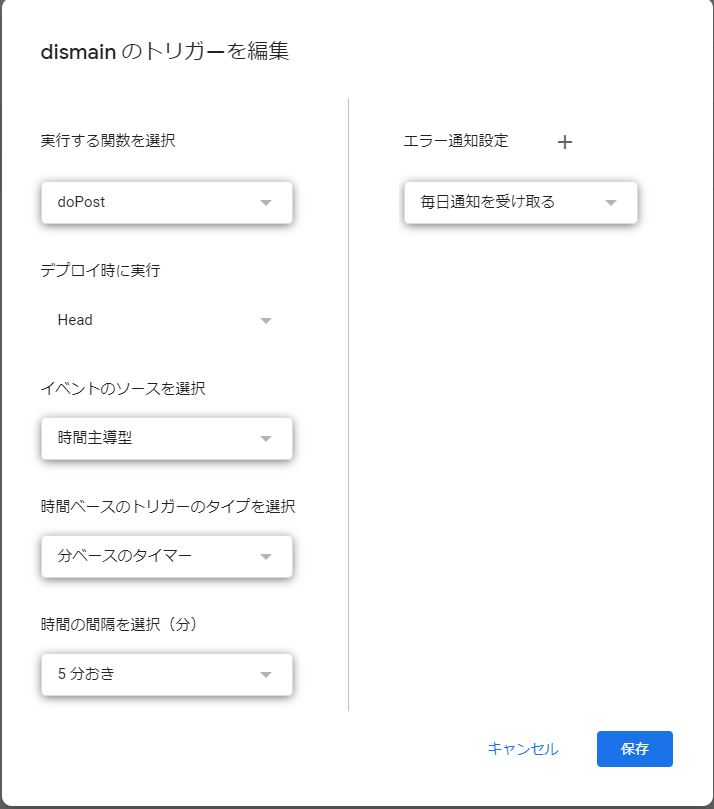 dismain のトリガーを編集
実行する関数を選択
doPost
デプロイ時に実行
Head
イベントのソースを選択
時間主導型
時間ベースのトリガーのタイプを選択
分ベースのタイマー
時間の間隔を選択（分）
5 分おき
エラー通知設定
毎日通知を受け取る
キャンセル
保存